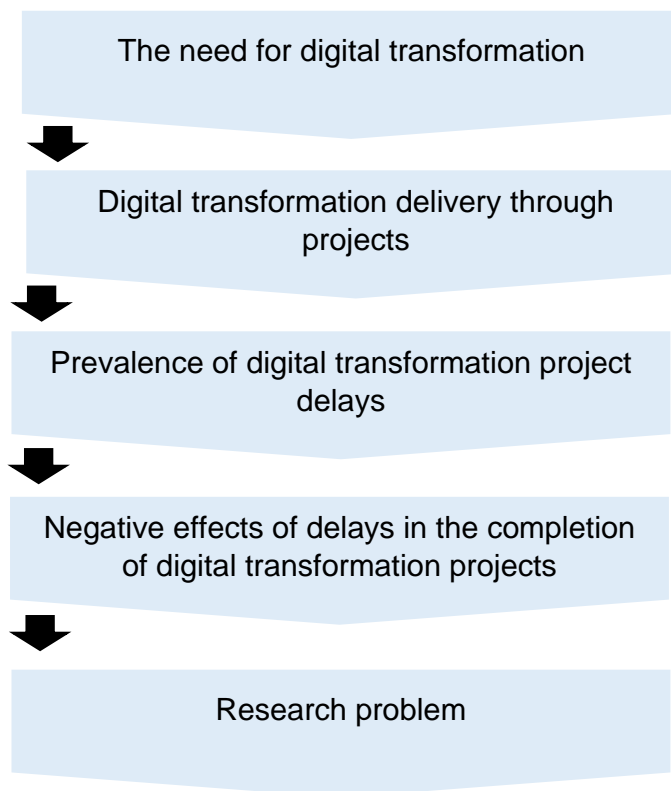 The need for digital transformation
Digital transformation delivery through
projects
Prevalence of digital transformation project
delays
Negative effects of delays in the completion
of digital transformation projects
Research problem